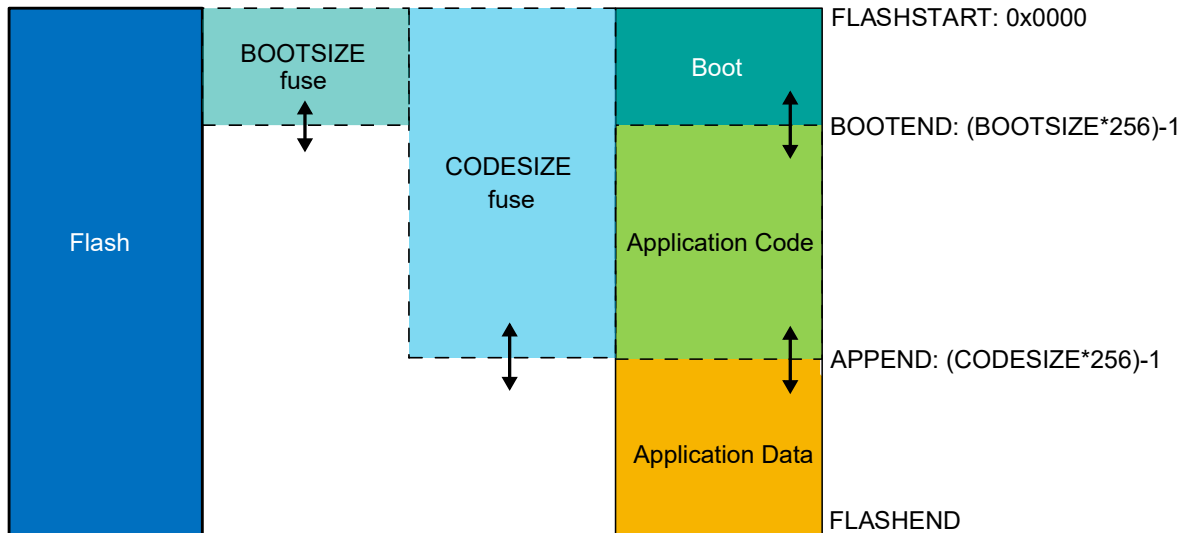 FLASHSTART: 0x0000
BOOTSIZE
fuse
Boot
BOOTEND: (BOOTSIZE*256)-1
CODESIZE
fuse
Flash
Application Code
APPEND: (CODESIZE*256)-1
Application Data
FLASHEND